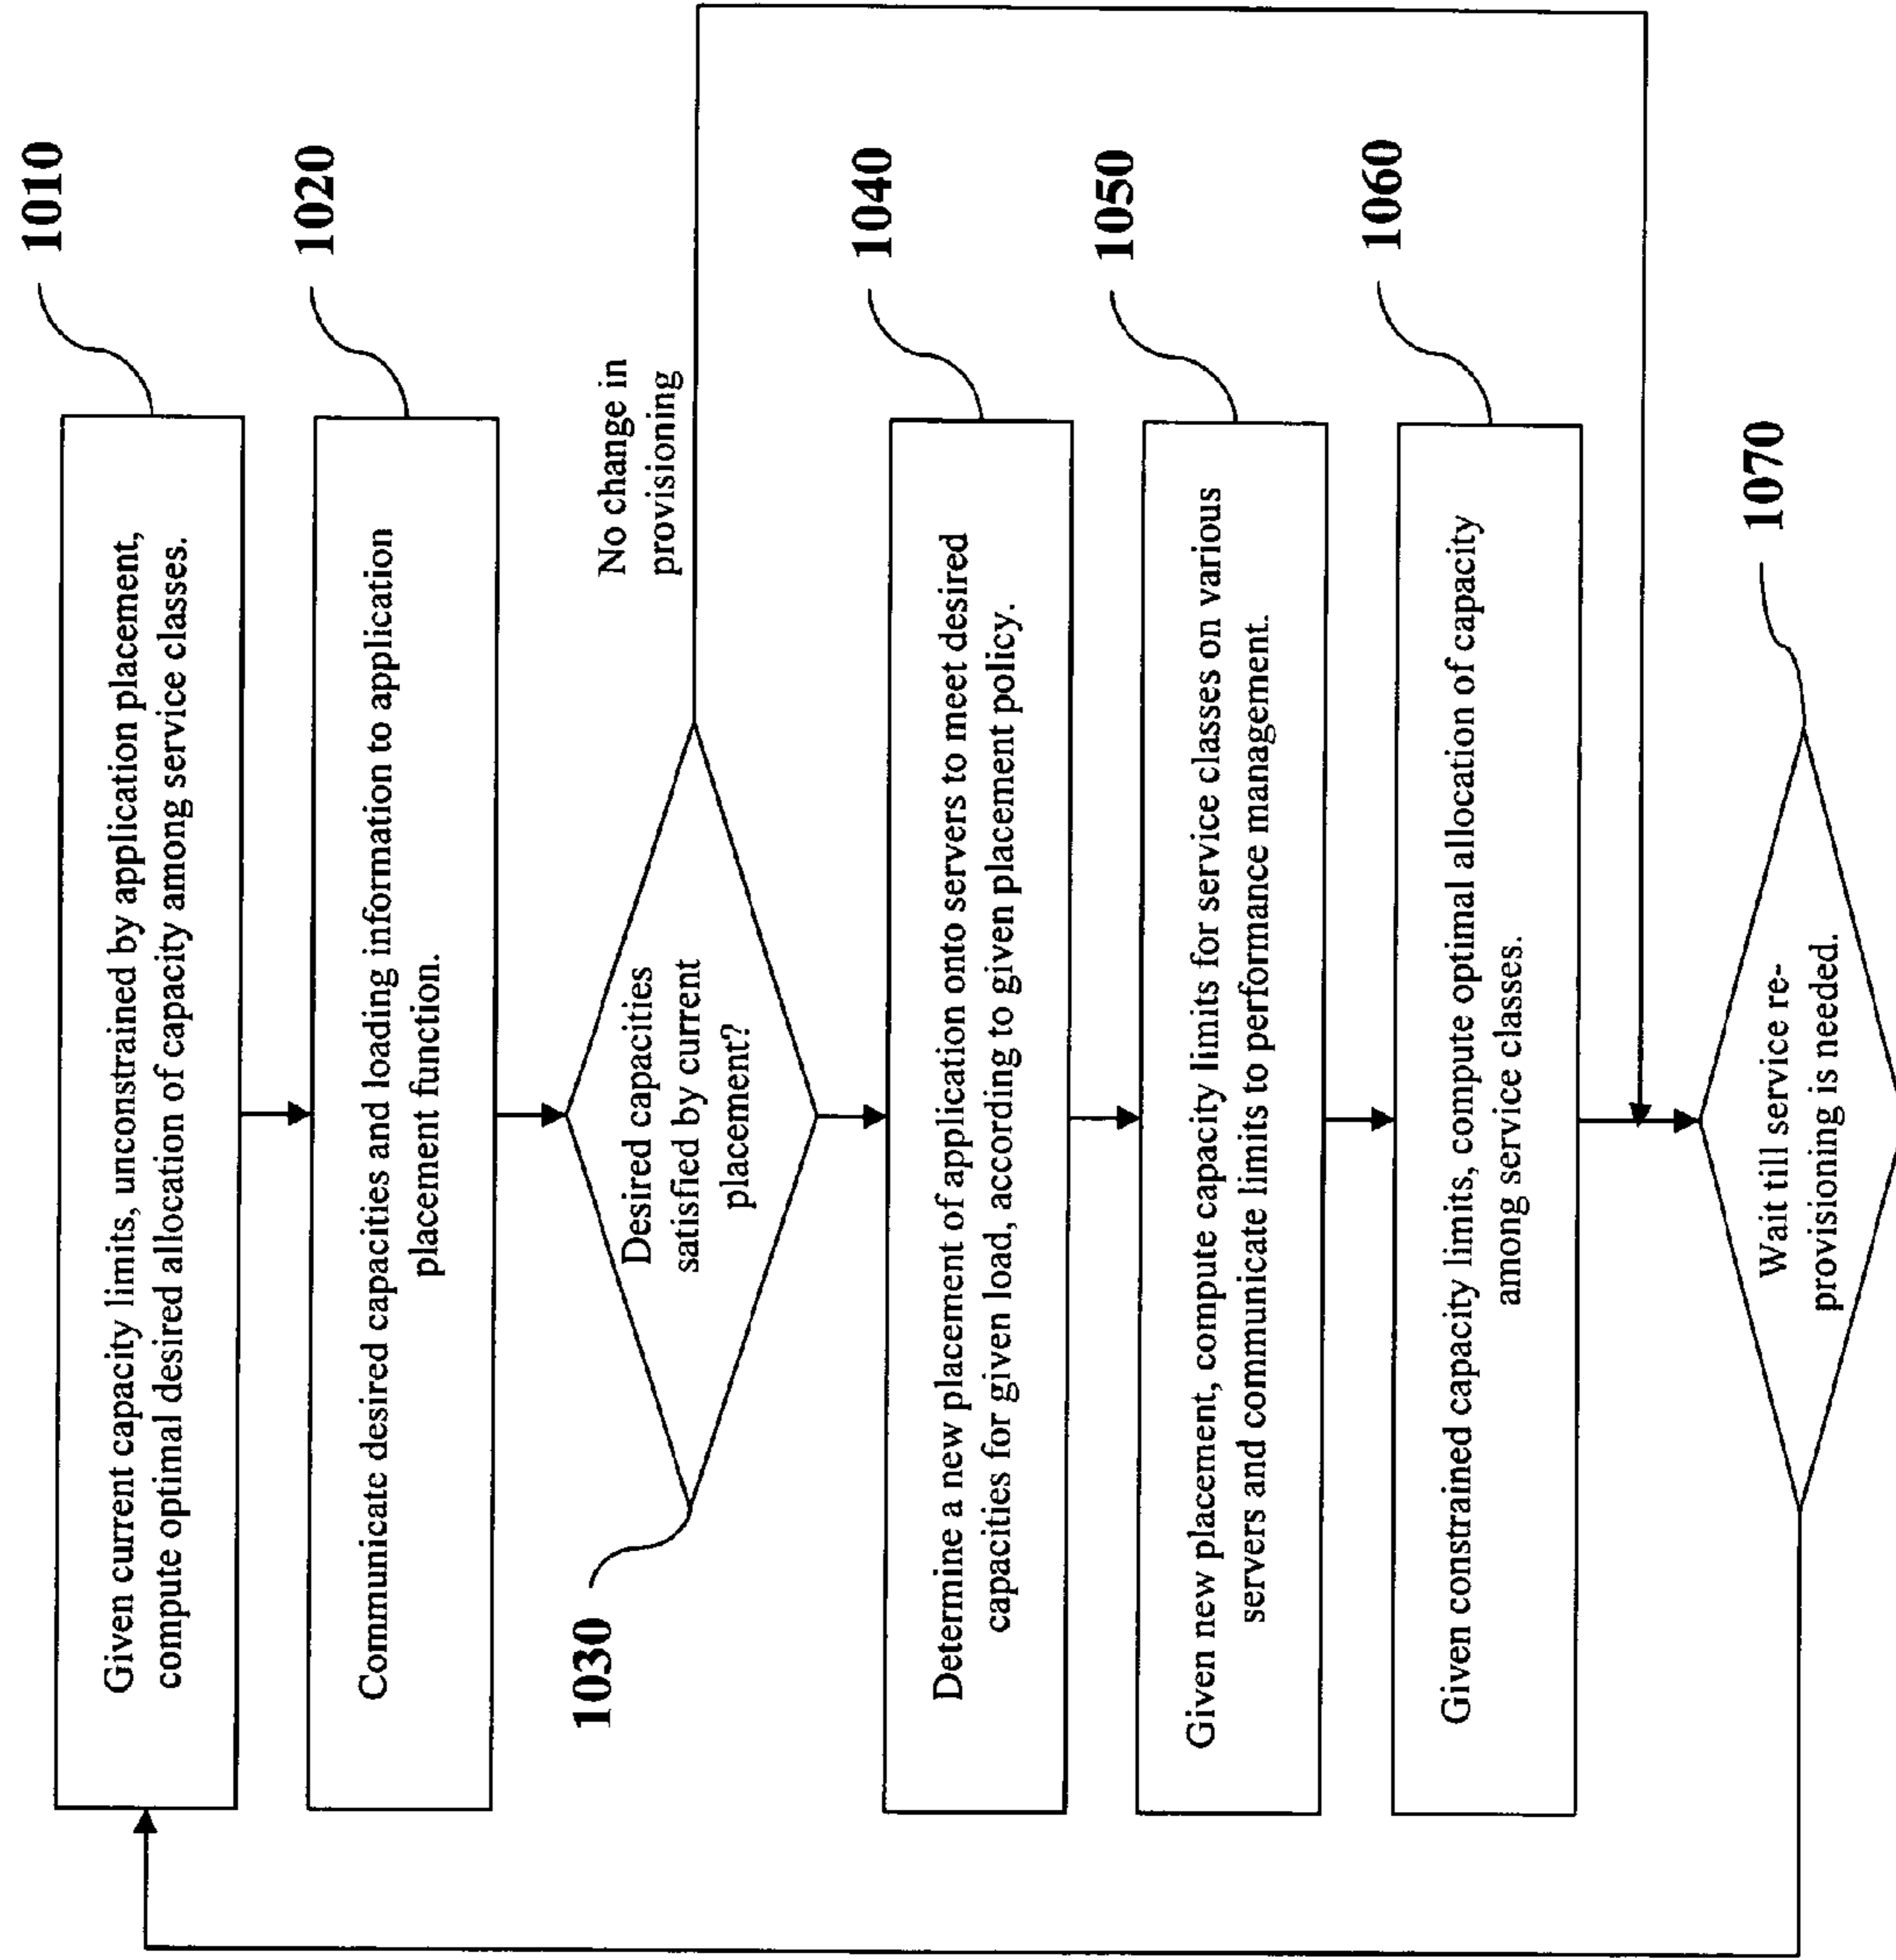 1010
Given current capacity limits, unconstrained by application placement,
compute optimal desired allocation of capacity among service classes.
1020
Communicate desired capacities and loading information to application
placement function.
1030
Desired capacities
satisfied by current
placement?
No change in
provisioning
1040
Determine a new placement of application onto servers to meet desired
capacities for given load, according to given placement policy.
1050
Given new placement, compute capacity limits for service classes on various
servers and communicate limits to performance management.
1060
Given constrained capacity limits, compute optimal allocation of capacity
among service classes.
1070
Wait till service re-
provisioning is needed.